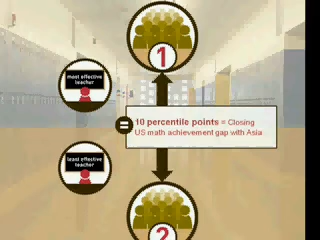 1
most effective
teacher
=
10 percentile points = Closing
US math achievement gap with Asia
least effective
teacher
2